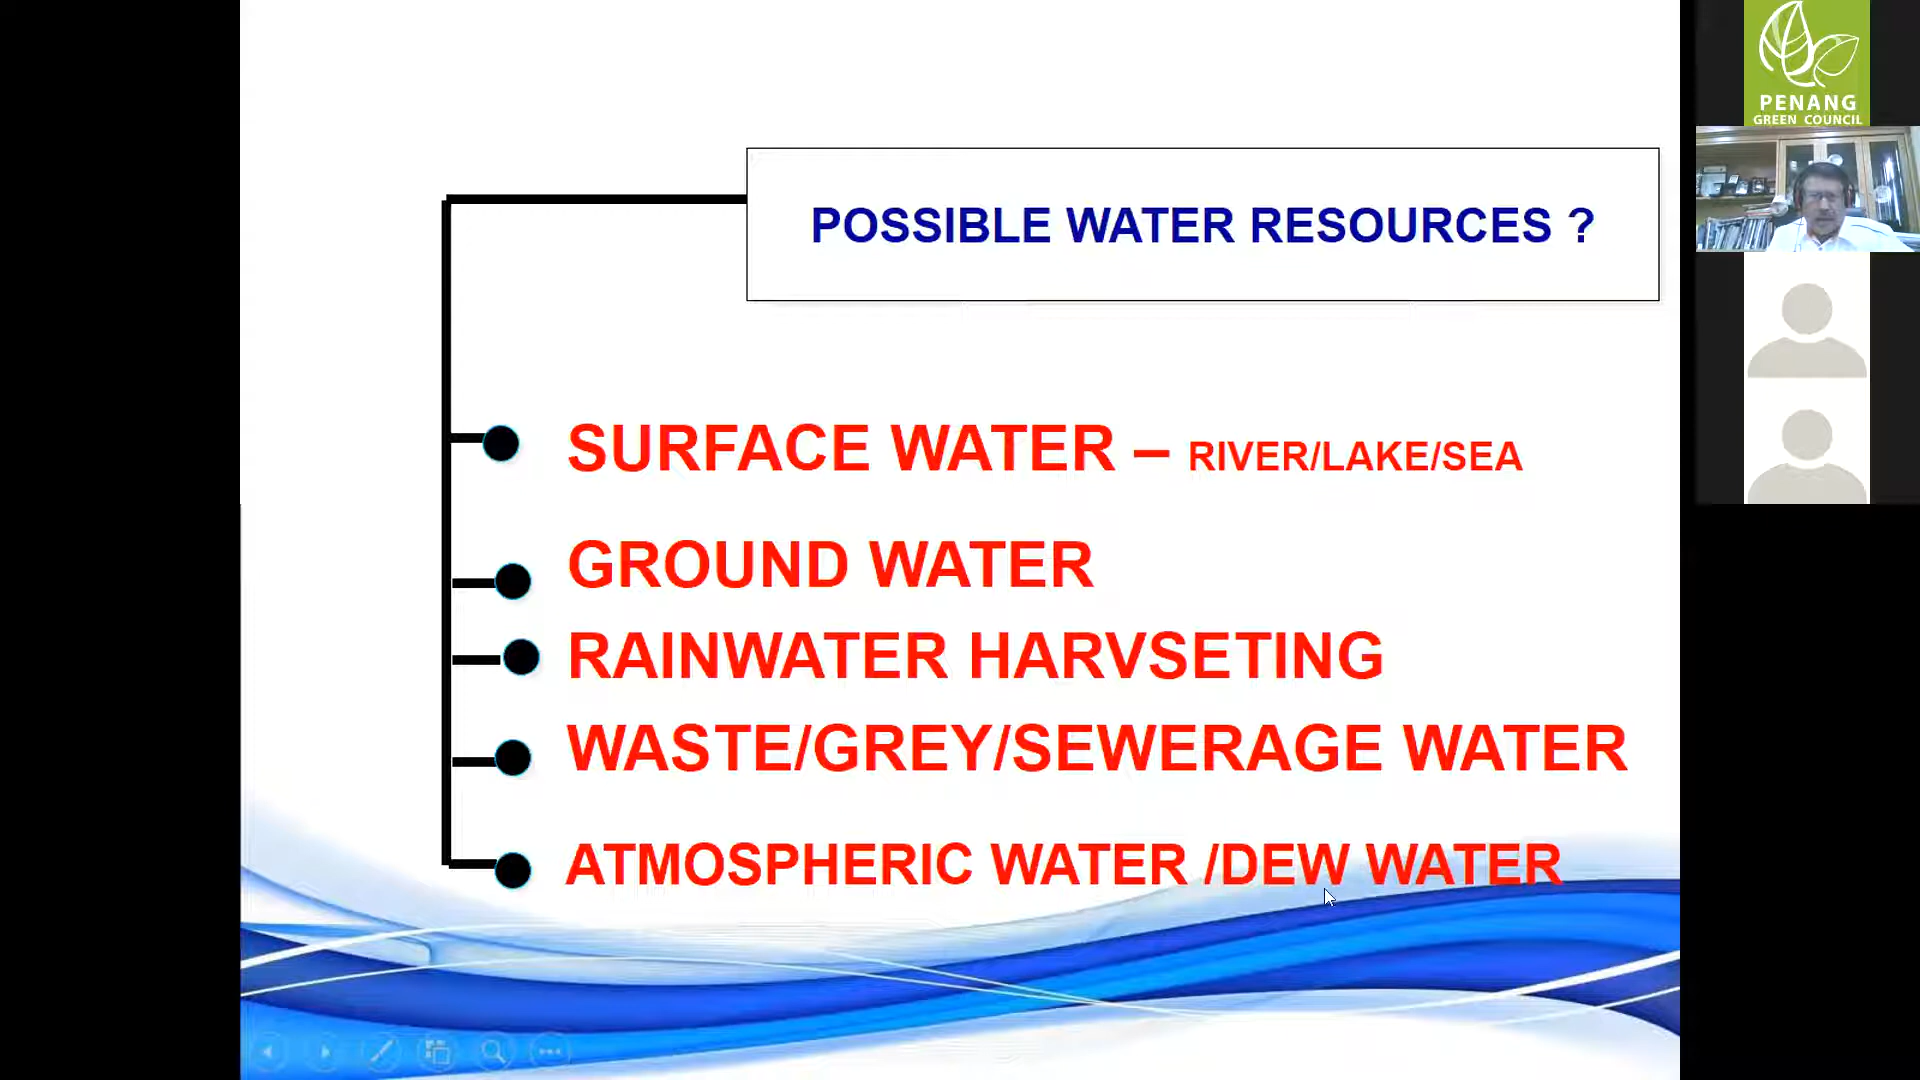 POSSIBLE WATER RESOURCES ?
SURFACE WATER – RIVER/LAKE/SEA
GROUND WATER
RAINWATER HARVSETING
WASTE/GREY/SEWERAGE WATER
ATMOSPHERIC WATER /DEW WATER
PENANG
GREEN COUNCIL